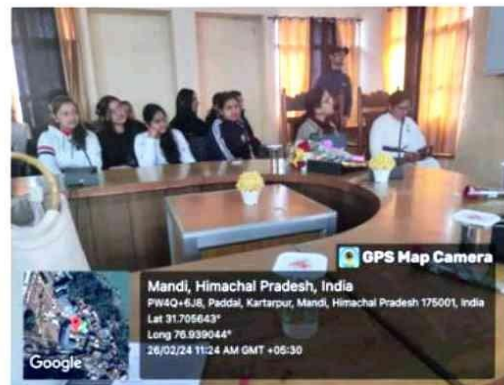 GPS Map Camera
Mandi, Himachal Pradesh, India
PW4Q+6J8, Paddal, Kartarpur, Mandi, Himachal Pradesh 175001, India
Lat 31.705643°
Long 76.939044°
26/02/24 11:24 AM GMT +05:30
Google